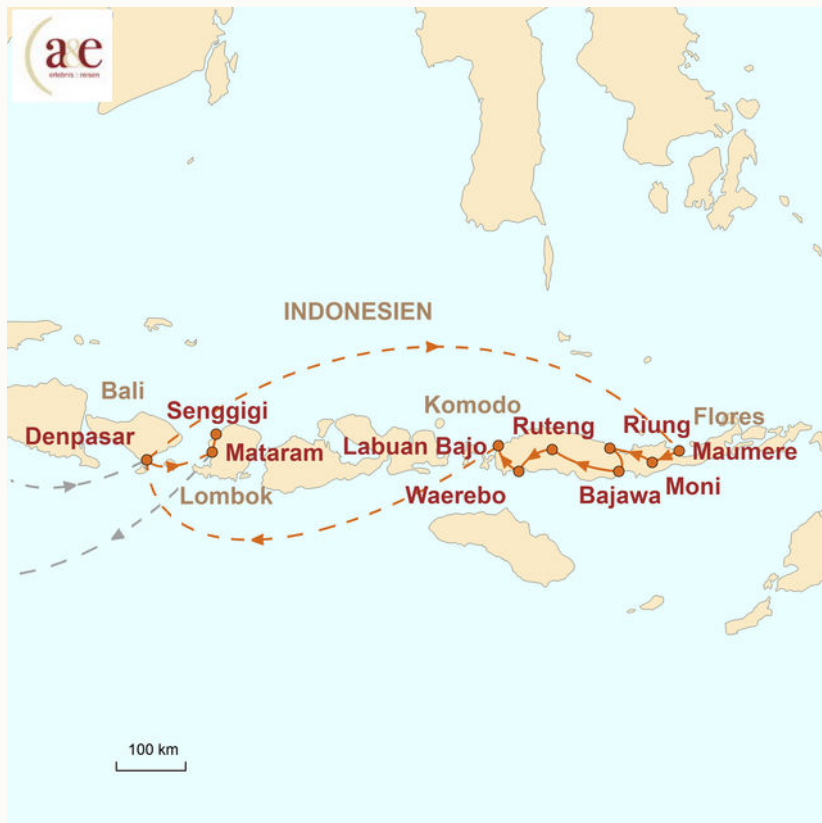 a&e
erlebnis : reisen
INDONESIEN
Bali
Senggigi
Komodo
Denpasar
Mataram
Labuan Bajo
Ruteng
Riung
Flores
Maumere
Lombok
Waerebo
Bajawa
Moni
100 km